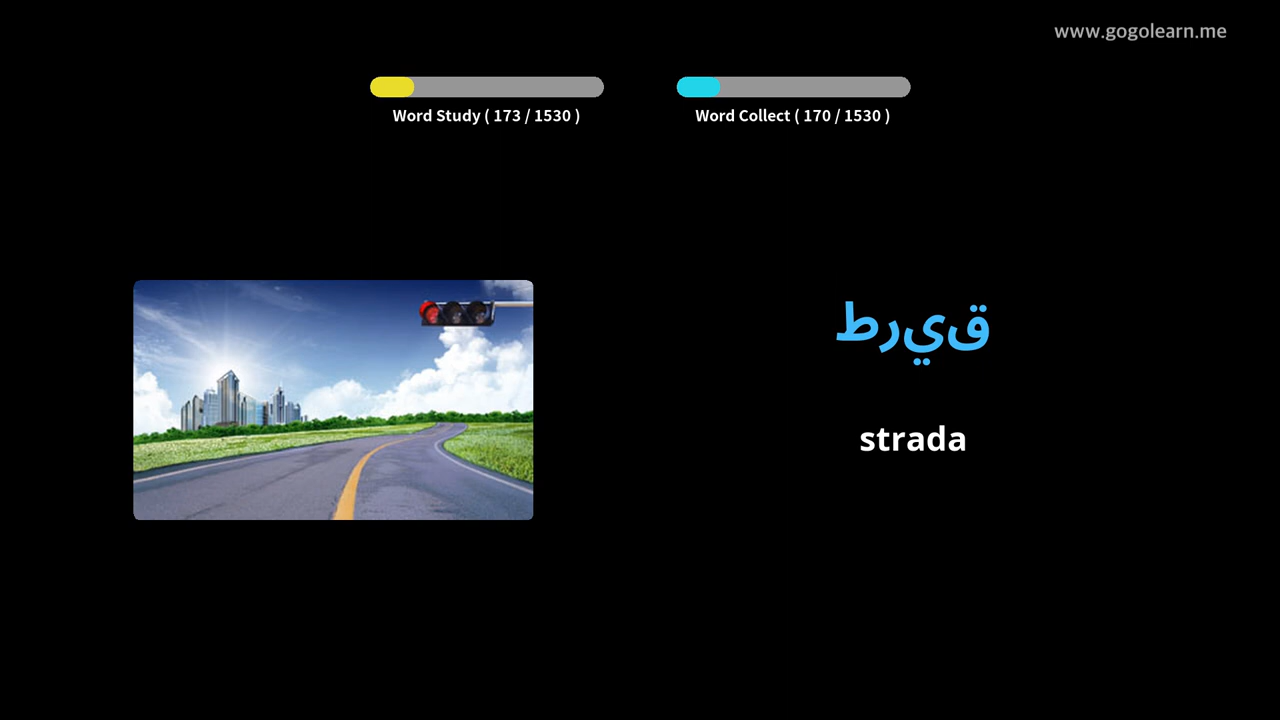 www.gogolearn.me
Word Study ( 173 / 1530 )
Word Collect ( 170 / 1530 )
طريق
strada